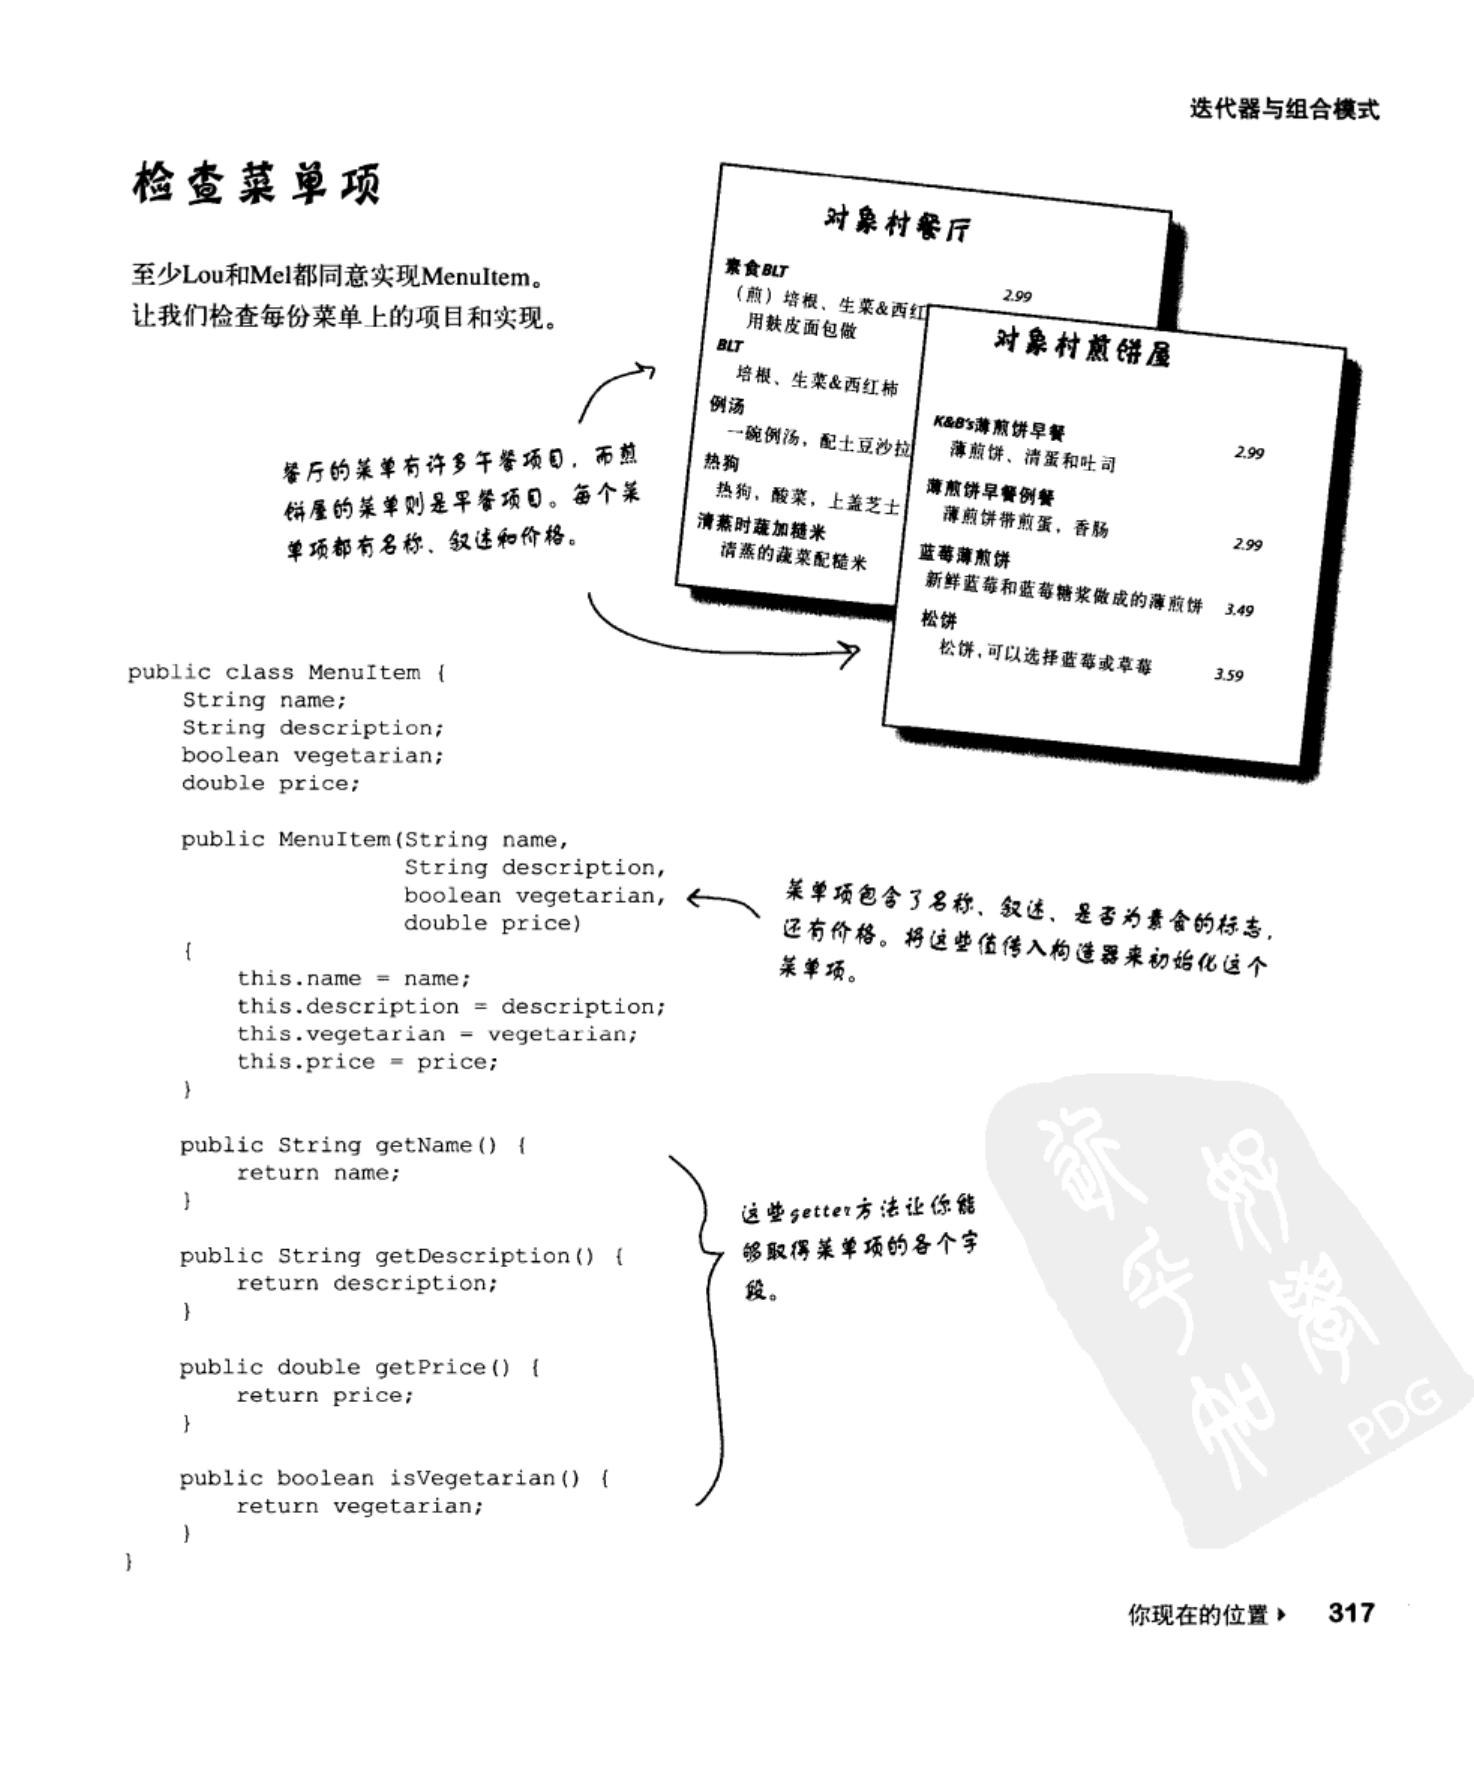 迭代器与组合模式
检查菜单项
至少Lou和Mel都同意实现MenuItem。
让我们检查每份菜单上的项目和实现。
对象村餐厅
素食BLT
（煎）培根、生菜&西红
2.99
用麸皮面包做
BLT
培根、生菜&西红柿
例汤
一碗例汤，配土豆沙拉
热狗
热狗，酸菜，上盖芝士
清蒸时蔬加糙米
清蒸的蔬菜配糙米
对象村煎饼屋
K&B's薄煎饼早餐
薄煎饼、清蛋和吐司
2.99
薄煎饼早餐例餐
薄煎饼带煎蛋，香肠
2.99
蓝莓薄煎饼
新鲜蓝莓和蓝莓糖浆做成的薄煎饼 3.49
松饼
松饼，可以选择蓝莓或草莓
3.59
餐厅的菜单有许多午餐项目，而煎
饼屋的菜单则是早餐项目。每个菜
单项都有名称、叙述和价格。
public class MenuItem {
String name;
String description;
boolean vegetarian;
double price;
public MenuItem(String name,
String description,
boolean vegetarian,
double price)
{
this.name = name;
this.description = description;
this.vegetarian = vegetarian;
this.price = price;
}
菜单项包含了名称、叙述、是否为素食的标志，
还有价格。将这些值传入构造器来初始化这个
菜单项。
public String getName() {
return name;
}
public String getDescription() {
return description;
}
public double getPrice() {
return price;
}
public boolean isVegetarian() {
return vegetarian;
}
}
这些getter方法让你能
够取得菜单项的各个字
段。
PDG
你现在的位置 317